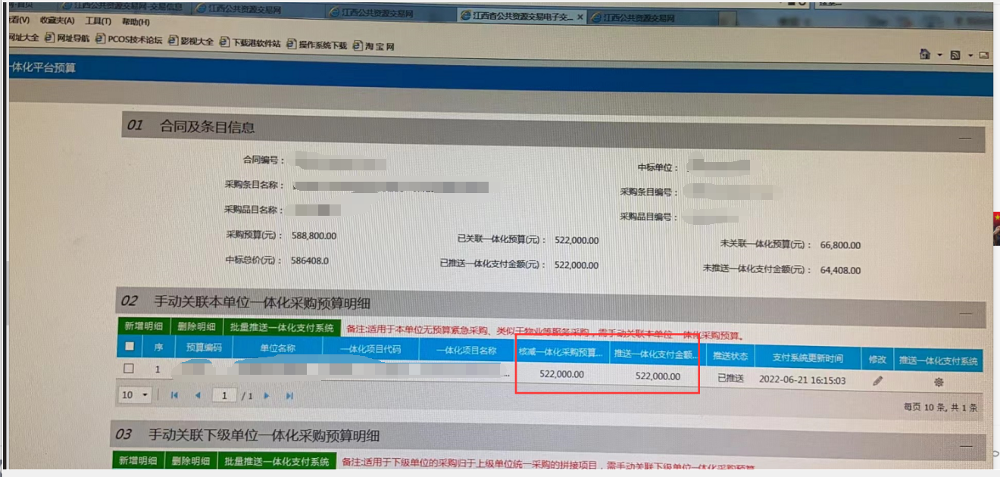 江西公共资源交易网-交易信息
江西公共资源交易网
江西公共资源交易网
江西省公共资源交易电子交... ×
江西公共资源交易网
看(V) 收藏夹(A) 工具(T) 帮助(H)
网址大全 网址导航 PCOS技术论坛 影视大全 下载港软件站 操作系统下载 淘宝网
一体化平台预算
01 合同及条目信息
合同编号：
中标单位：
采购条目名称：
采购条目编号：
采购品目名称：
采购品目编号：
采购预算(元)： 588,800.00 已关联一体化预算(元)： 522,000.00 未关联一体化预算(元)： 66,800.00
中标总价(元)： 586408.0 已推送一体化支付金额(元)： 522,000.00 未推送一体化支付金额(元)： 64,408.00
02 手动关联本单位一体化采购预算明细
新增明细 删除明细 批量推送一体化支付系统 备注:适用于本单位无预算紧急采购、类似于物业等服务采购，需手动关联本单位一体化采购预算。
序 预算编码 单位名称 一体化项目代码 一体化项目名称 核减一体化采购预算... 推送一体化支付金额... 推送状态 支付系统更新时间 修改 推送一体化支付系统
1 ... 522,000.00 522,000.00 已推送 2022-06-21 16:15:03
10 1 / 1
每页 10 条, 共 1 条
03 手动关联下级单位一体化采购预算明细
新增明细 删除明细 批量推送一体化支付系统 备注:适用于下级单位的采购归于上级单位统一采购的拼接项目，需手动关联下级单位一体化采购预算